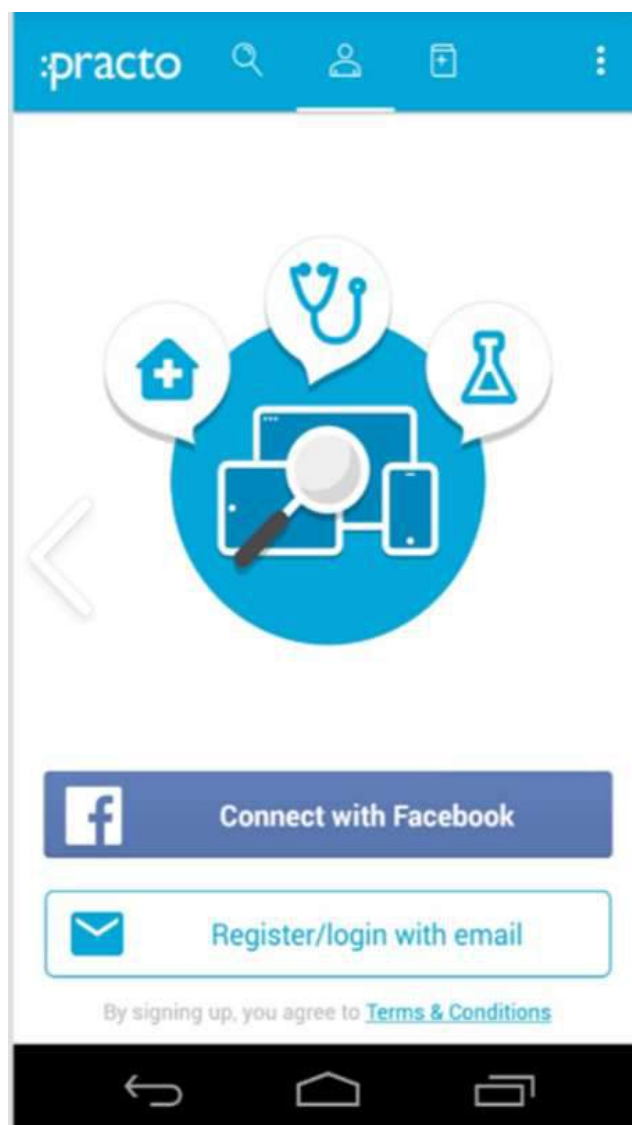 :practo
Connect with Facebook
Register/login with email
By signing up, you agree to Terms & Conditions